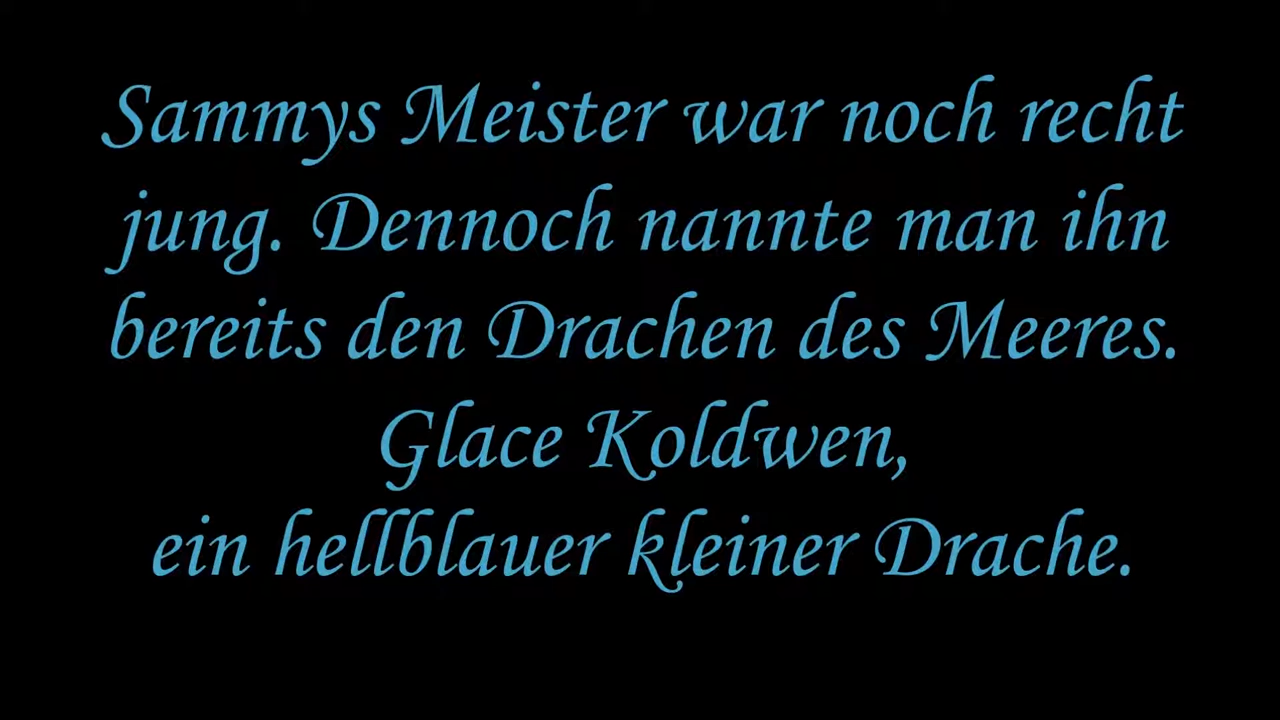 Sammys Meister war noch recht
jung. Dennoch nannte man ihn
bereits den Drachen des Meeres.
Glace Koldwen,
ein hellblauer kleiner Drache.